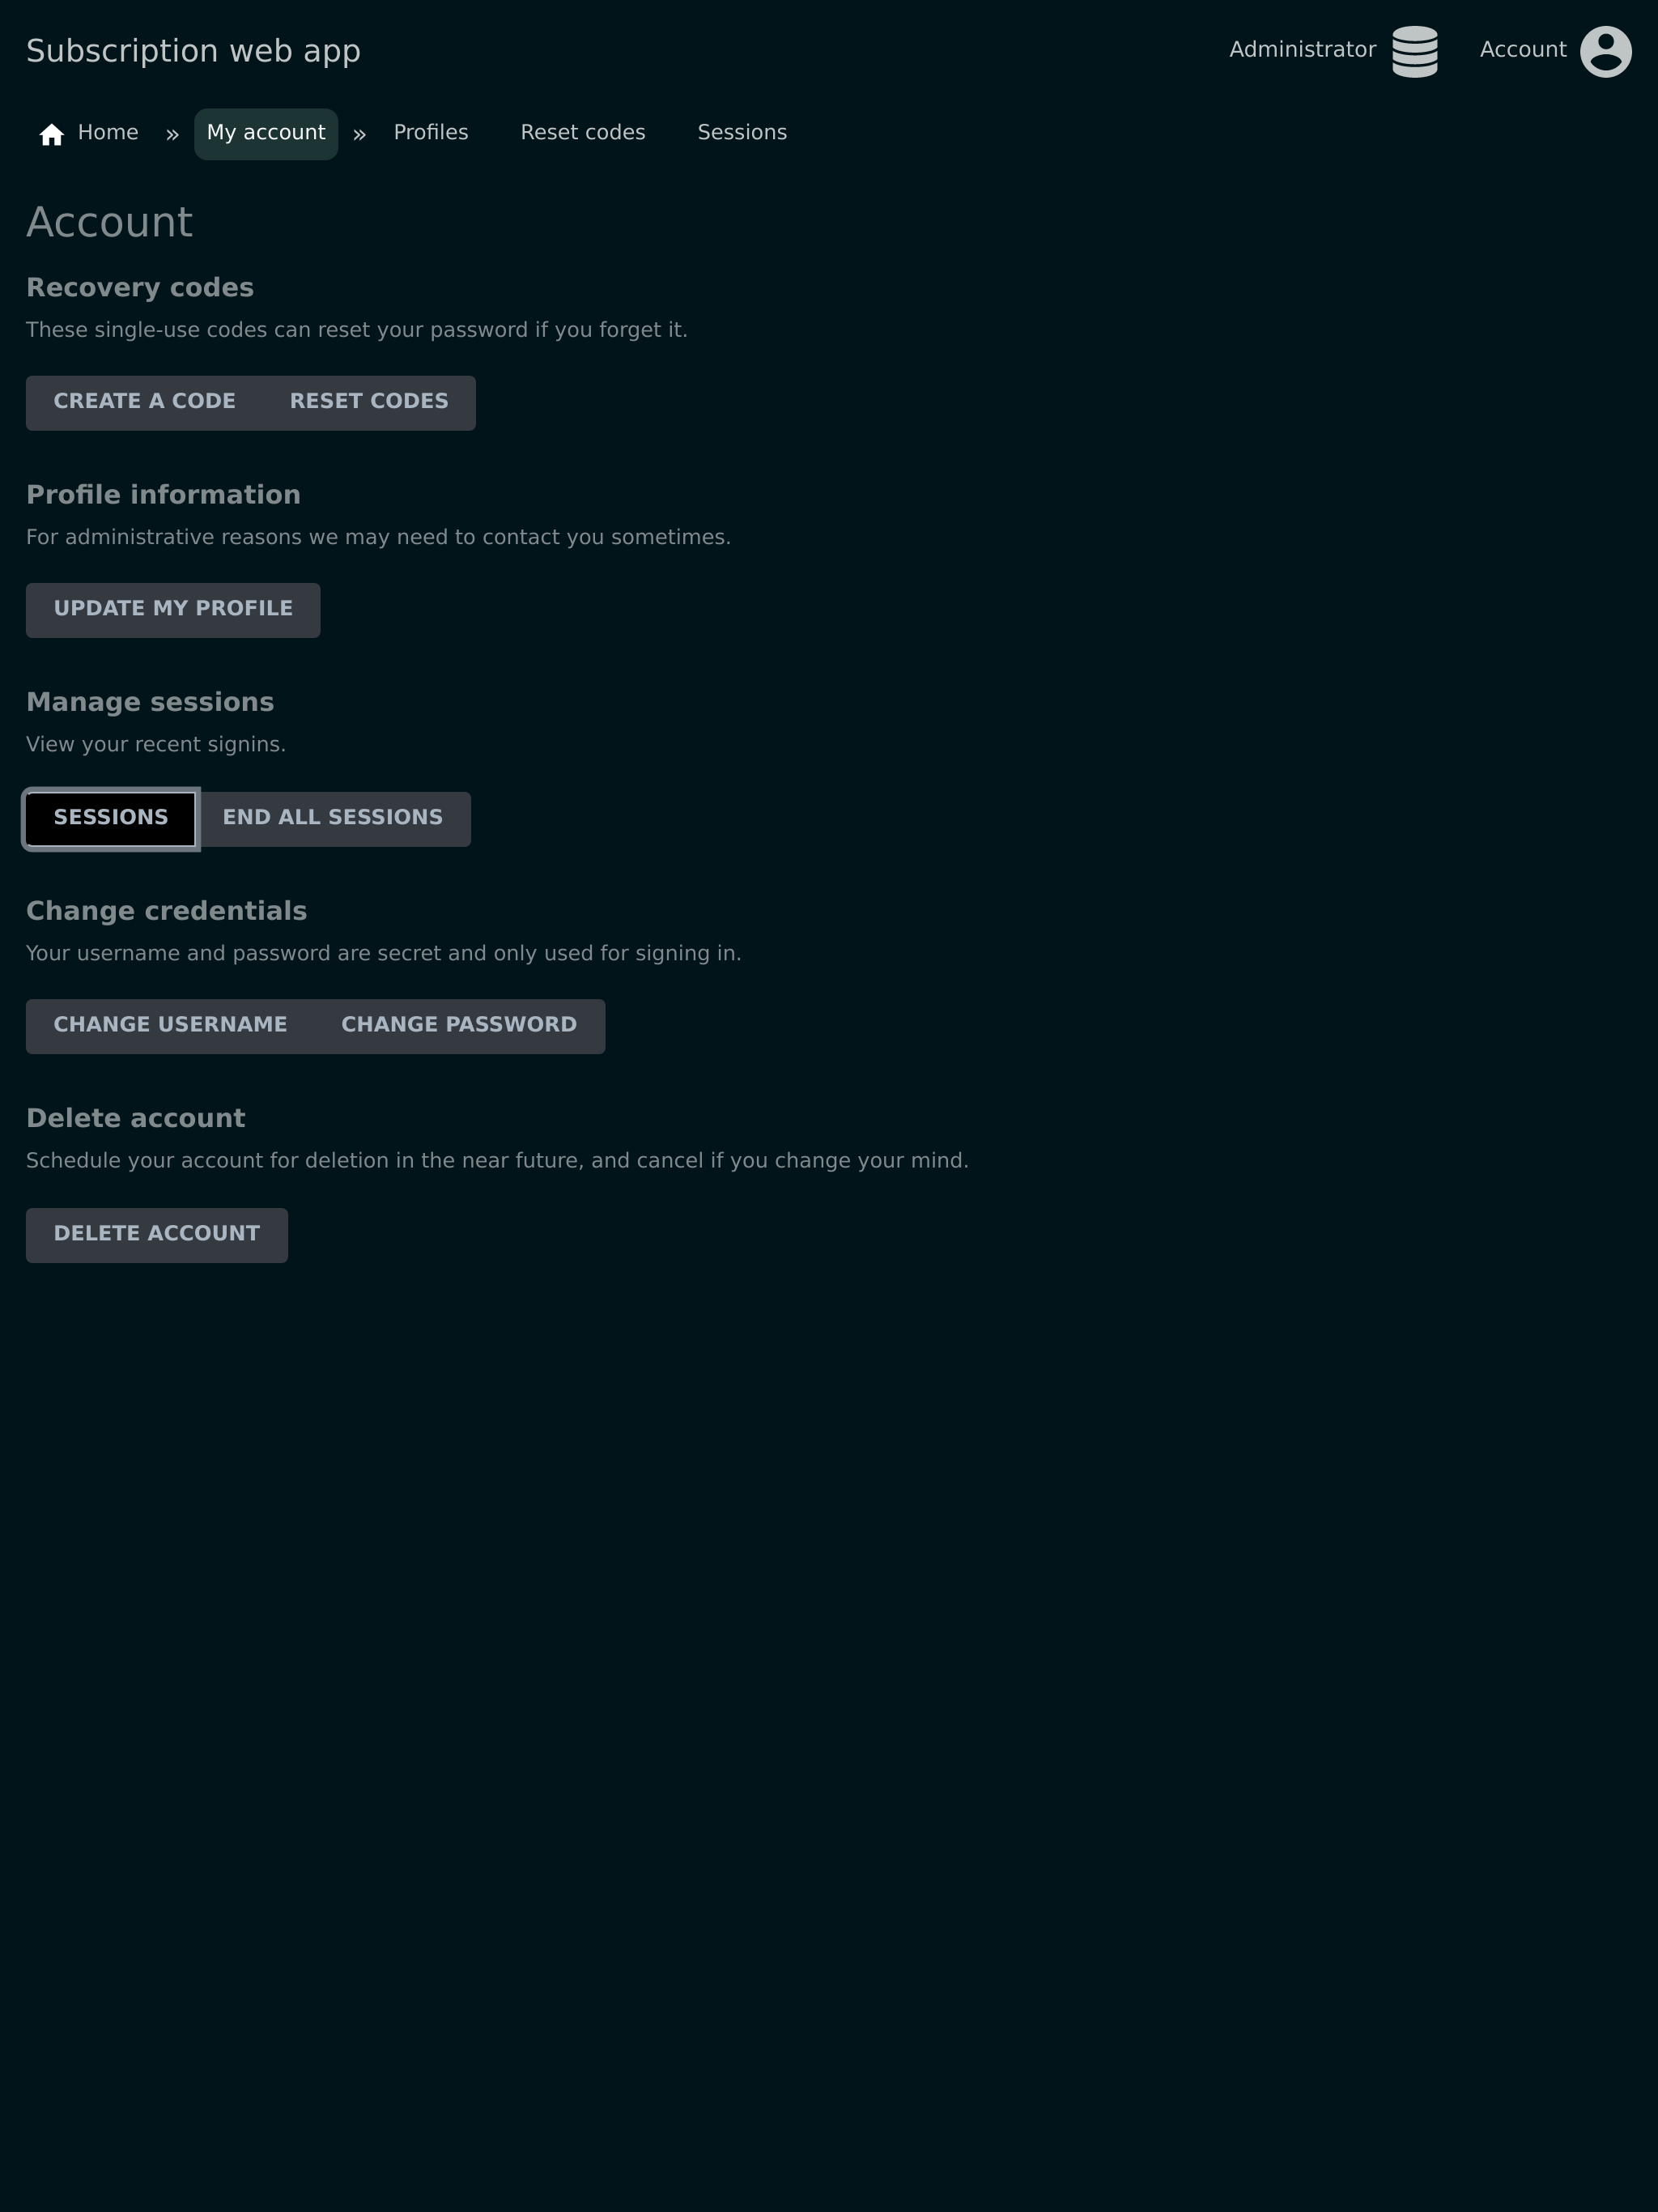 Subscription web app
Administrator
Account
Home » My account » Profiles Reset codes Sessions
Account
Recovery codes
These single-use codes can reset your password if you forget it.
CREATE A CODE RESET CODES
Profile information
For administrative reasons we may need to contact you sometimes.
UPDATE MY PROFILE
Manage sessions
View your recent signins.
SESSIONS END ALL SESSIONS
Change credentials
Your username and password are secret and only used for signing in.
CHANGE USERNAME CHANGE PASSWORD
Delete account
Schedule your account for deletion in the near future, and cancel if you change your mind.
DELETE ACCOUNT